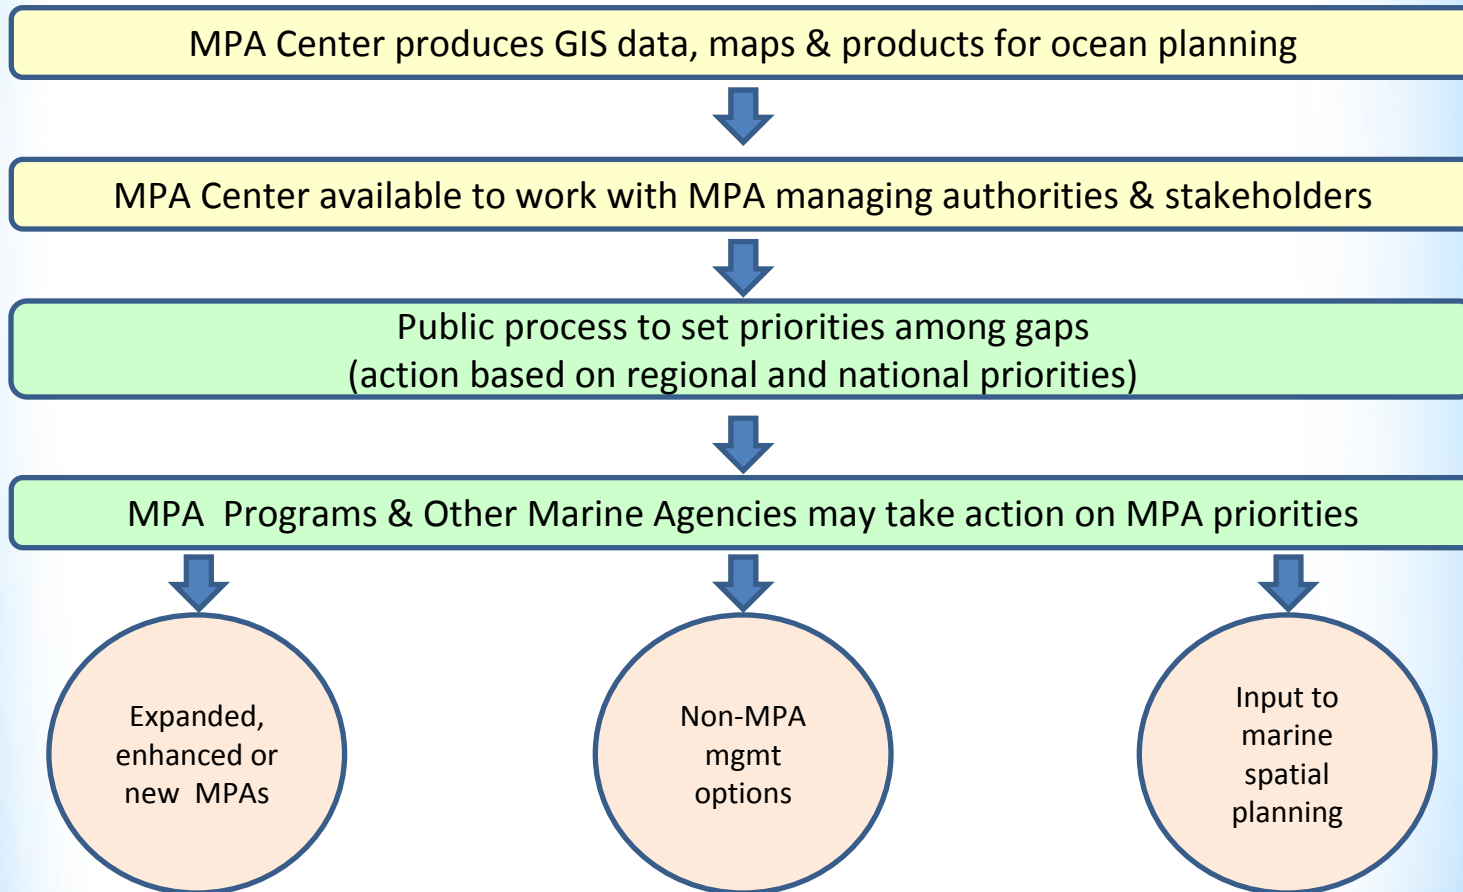 MPA Center produces GIS data, maps & products for ocean planning
MPA Center available to work with MPA managing authorities & stakeholders
Public process to set priorities among gaps
(action based on regional and national priorities)
MPA  Programs & Other Marine Agencies may take action on MPA priorities
Expanded,
enhanced or
new  MPAs
Non-MPA
mgmt
options
Input to
marine
spatial
planning